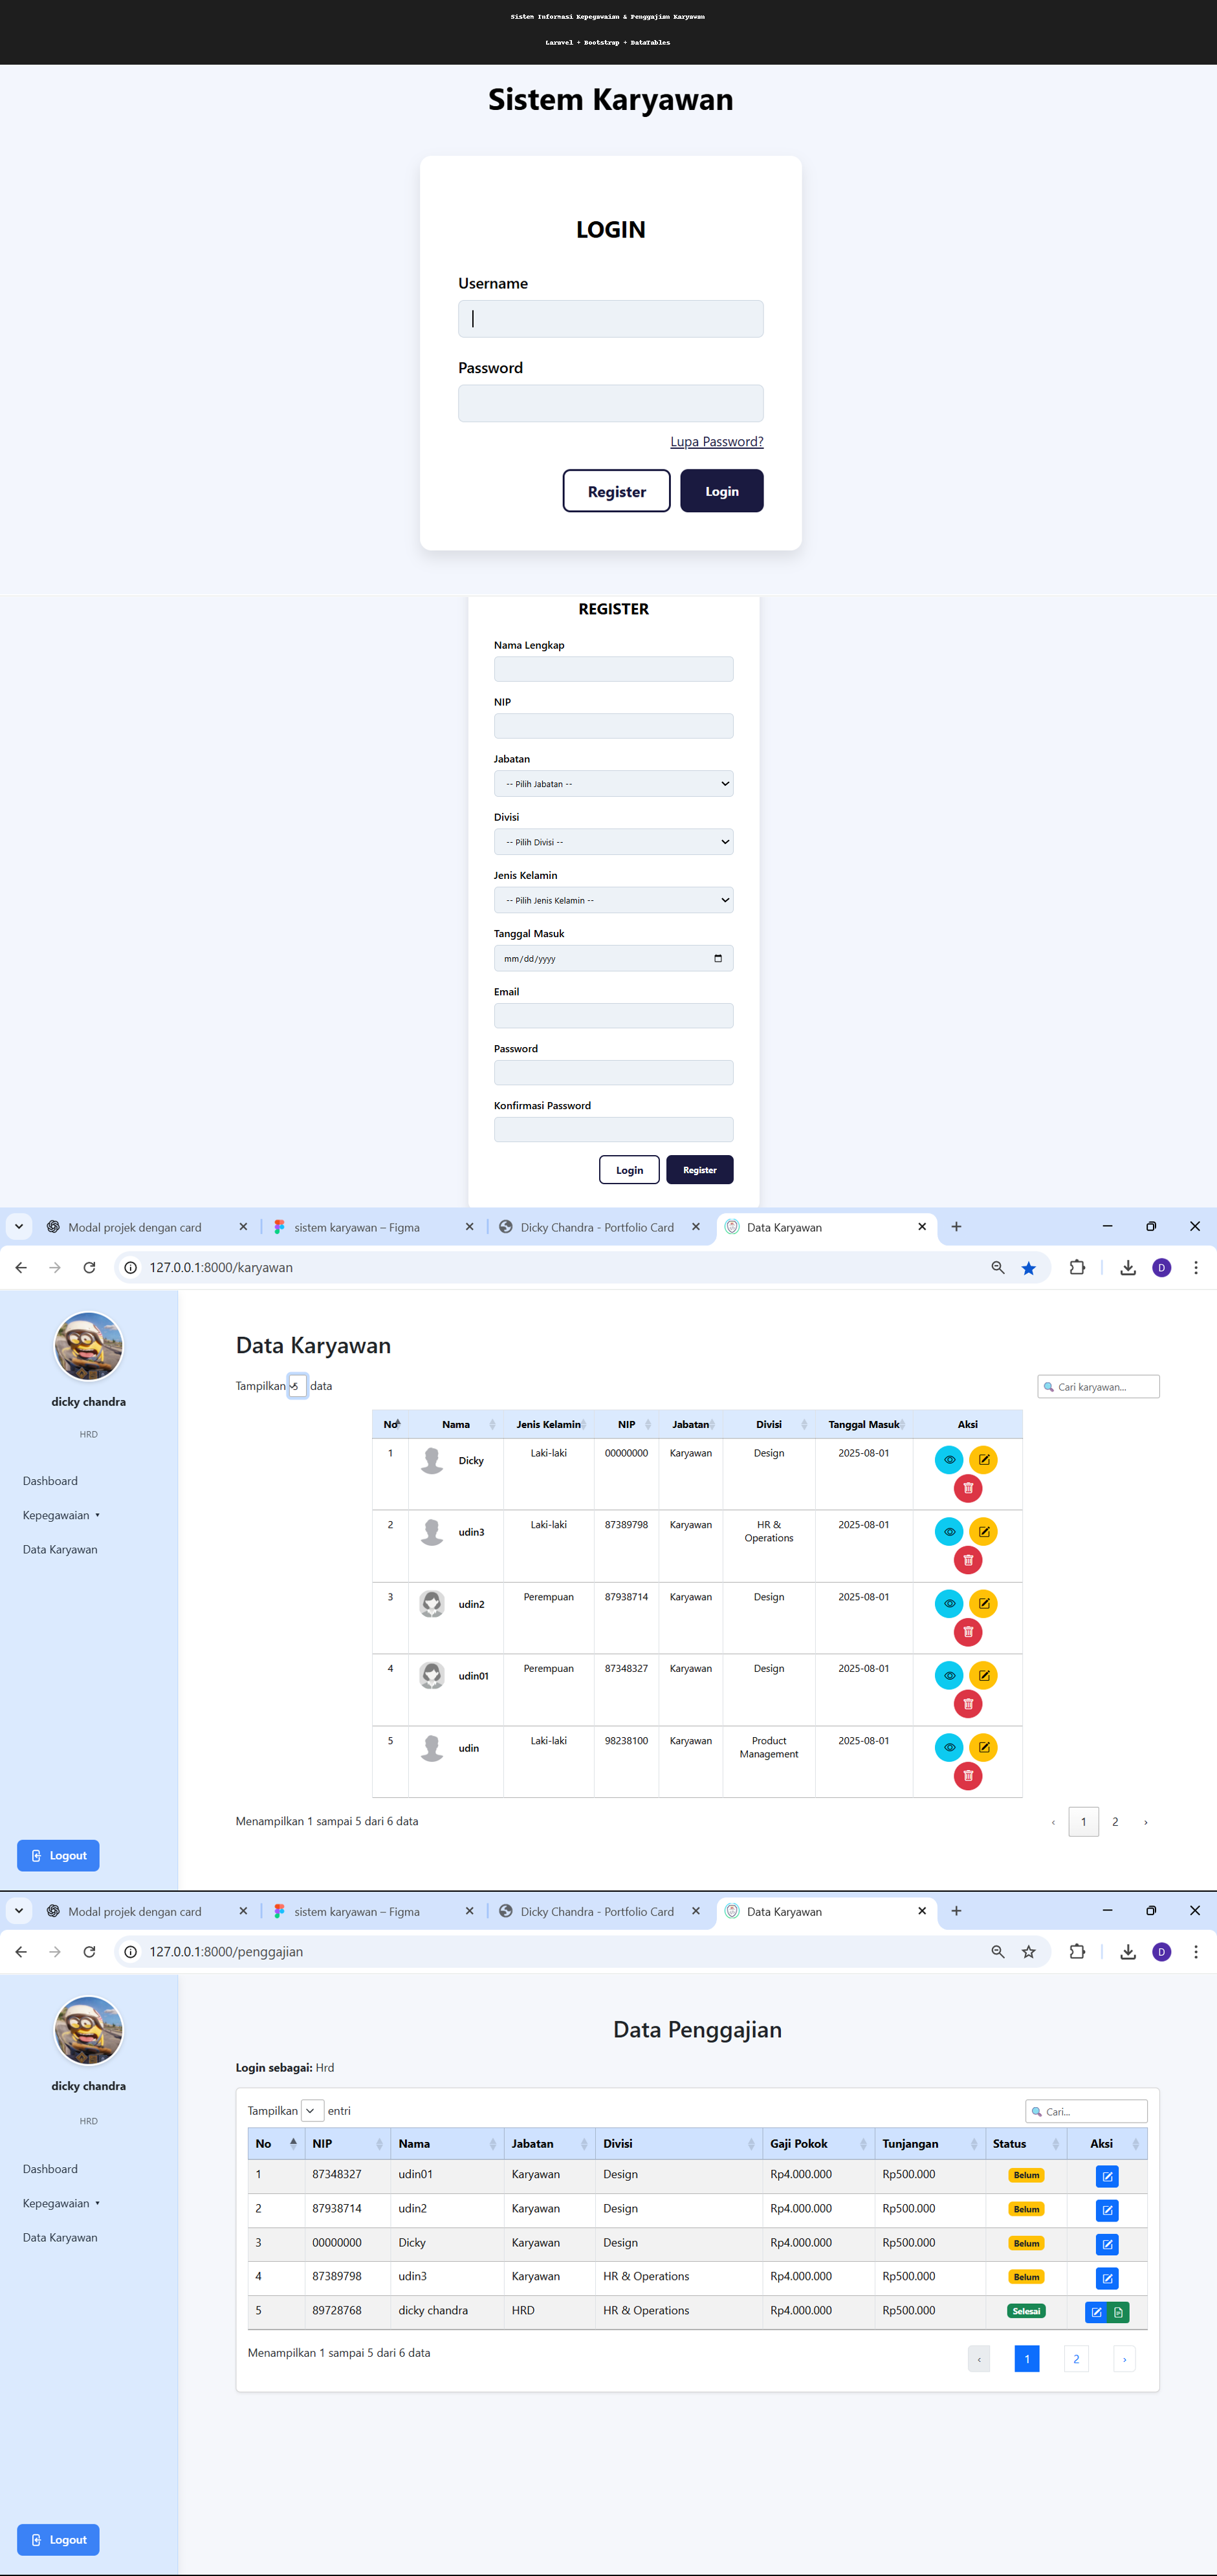 Sistem Informasi Kepegawaian & Penggajian Karyawan
Laravel + Bootstrap + DataTables
Sistem Karyawan
LOGIN
Username
Password
Lupa Password?
Register Login
REGISTER
Nama Lengkap
NIP
Jabatan
-- Pilih Jabatan --
Divisi
-- Pilih Divisi --
Jenis Kelamin
-- Pilih Jenis Kelamin --
Tanggal Masuk
mm/dd/yyyy
Email
Password
Konfirmasi Password
Login Register
Modal projek dengan card sistem karyawan – Figma Dicky Chandra - Portfolio Card Data Karyawan
127.0.0.1:8000/karyawan D
dicky chandra
HRD
Dashboard
Kepegawaian
Data Karyawan
Logout
Data Karyawan
Tampilkan 5 data Cari karyawan...
No Nama Jenis Kelamin NIP Jabatan Divisi Tanggal Masuk Aksi
1 Dicky Laki-laki 00000000 Karyawan Design 2025-08-01
2 udin3 Laki-laki 87389798 Karyawan HR & Operations 2025-08-01
3 udin2 Perempuan 87938714 Karyawan Design 2025-08-01
4 udin01 Perempuan 87348327 Karyawan Design 2025-08-01
5 udin Laki-laki 98238100 Karyawan Product Management 2025-08-01
Menampilkan 1 sampai 5 dari 6 data ‹ 1 2 ›
Modal projek dengan card sistem karyawan – Figma Dicky Chandra - Portfolio Card Data Karyawan
127.0.0.1:8000/penggajian D
dicky chandra
HRD
Dashboard
Kepegawaian
Data Karyawan
Logout
Data Penggajian
Login sebagai: Hrd
Tampilkan entri Cari...
No NIP Nama Jabatan Divisi Gaji Pokok Tunjangan Status Aksi
1 87348327 udin01 Karyawan Design Rp4.000.000 Rp500.000 Belum
2 87938714 udin2 Karyawan Design Rp4.000.000 Rp500.000 Belum
3 00000000 Dicky Karyawan Design Rp4.000.000 Rp500.000 Belum
4 87389798 udin3 Karyawan HR & Operations Rp4.000.000 Rp500.000 Belum
5 89728768 dicky chandra HRD HR & Operations Rp4.000.000 Rp500.000 Selesai
Menampilkan 1 sampai 5 dari 6 data ‹ 1 2 ›